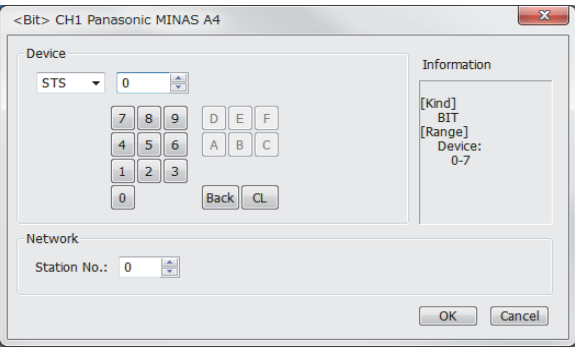 <Bit> CH1 Panasonic MINAS A4
Device
STS 0
7 8 9 D E F
4 5 6 A B C
1 2 3
0 Back CL
Information
[Kind]
BIT
[Range]
Device:
0-7
Network
Station No.: 0
OK Cancel